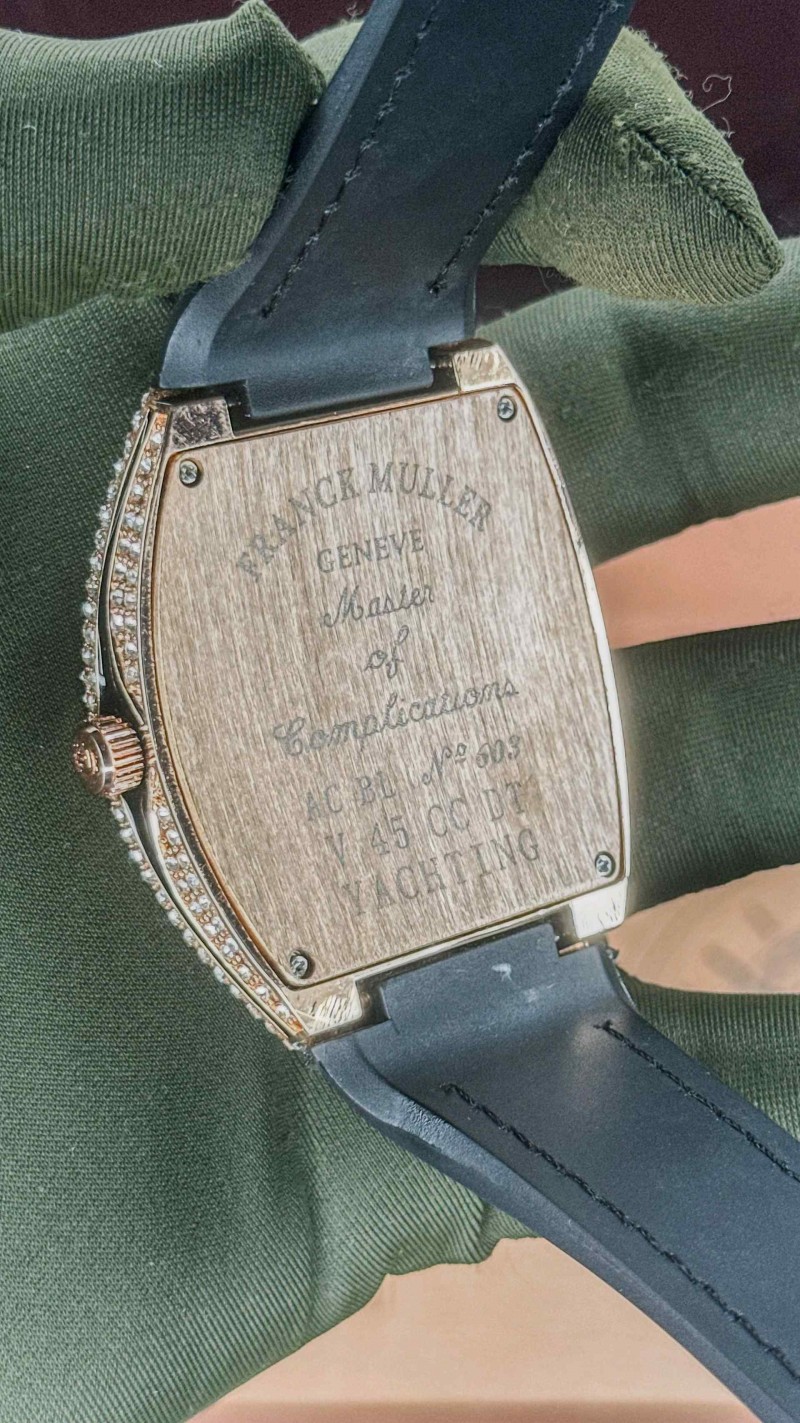 FRANCK MULLER
GENEVE
Master
of
Complications
AC BL Nº 603
V 45 CC DT
YACHTING